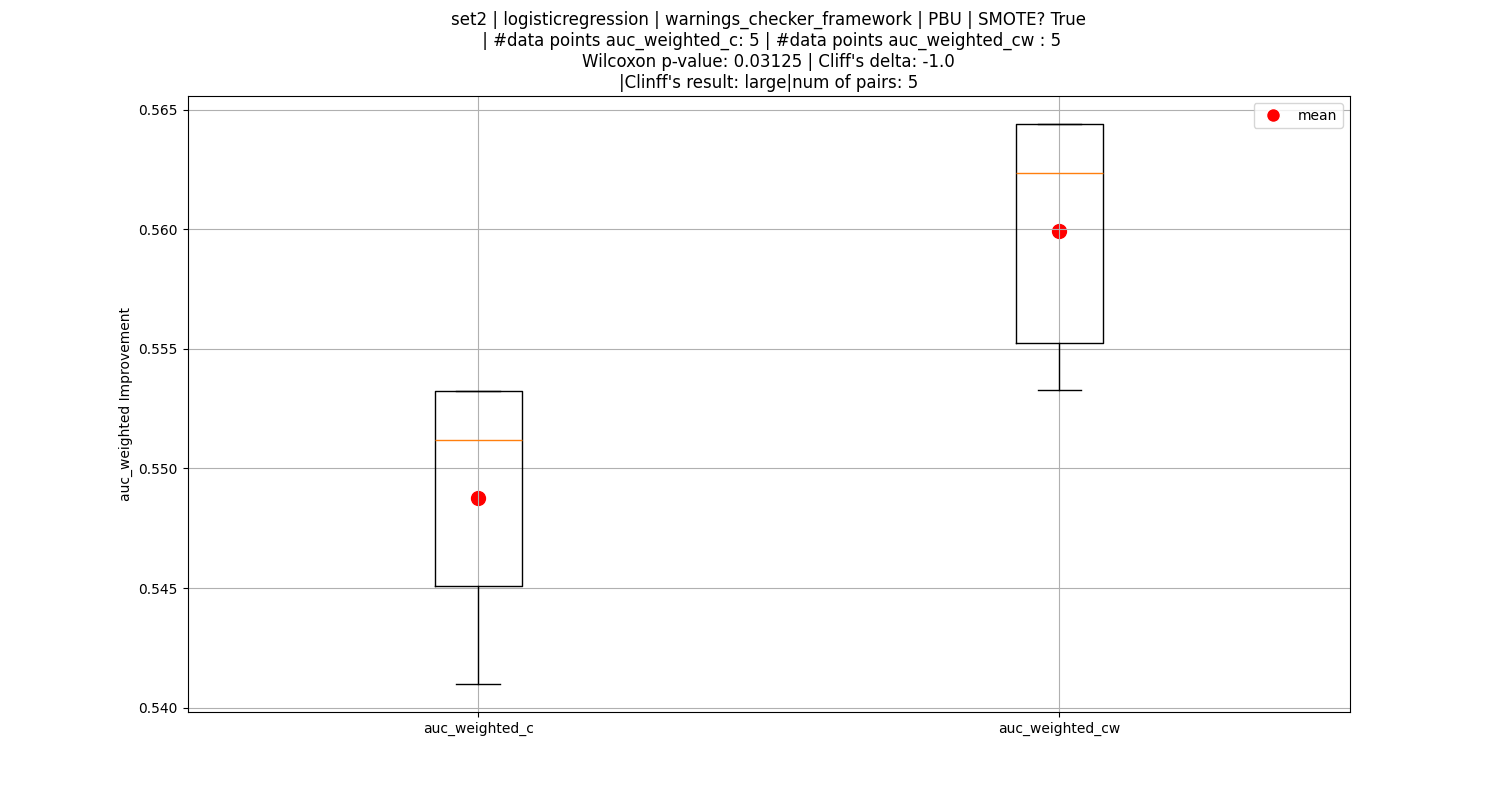 set2 | logisticregression | warnings_checker_framework | PBU | SMOTE? True
| #data points auc_weighted_c: 5 | #data points auc_weighted_cw : 5
Wilcoxon p-value: 0.03125 | Cliff's delta: -1.0
|Clinff's result: large|num of pairs: 5
mean
auc_weighted Improvement
0.565
0.560
0.555
0.550
0.545
0.540
auc_weighted_c
auc_weighted_cw